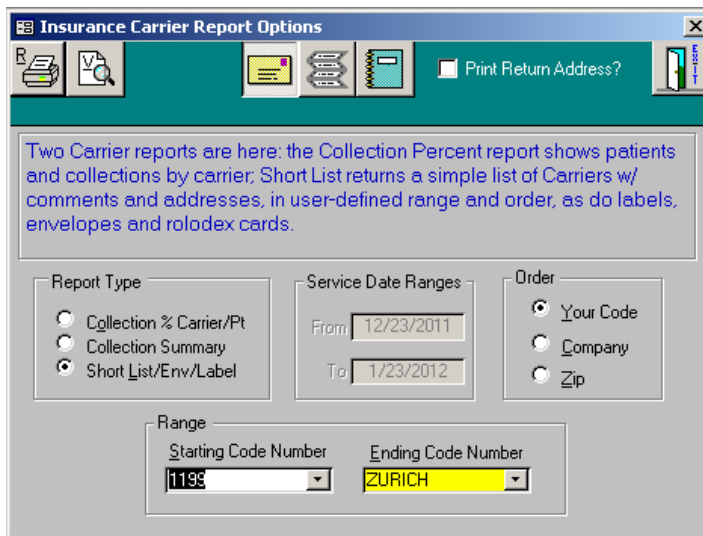 Insurance Carrier Report Options
R
V
Print Return Address?
EXIT
Two Carrier reports are here: the Collection Percent report shows patients
and collections by carrier; Short List returns a simple list of Carriers w/
comments and addresses, in user-defined range and order, as do labels,
envelopes and rolodex cards.
Report Type
Collection % Carrier/Pt
Collection Summary
Short List/Env/Label
Service Date Ranges
From 12/23/2011
To 1/23/2012
Order
Your Code
Company
Zip
Range
Starting Code Number
1199
Ending Code Number
ZURICH